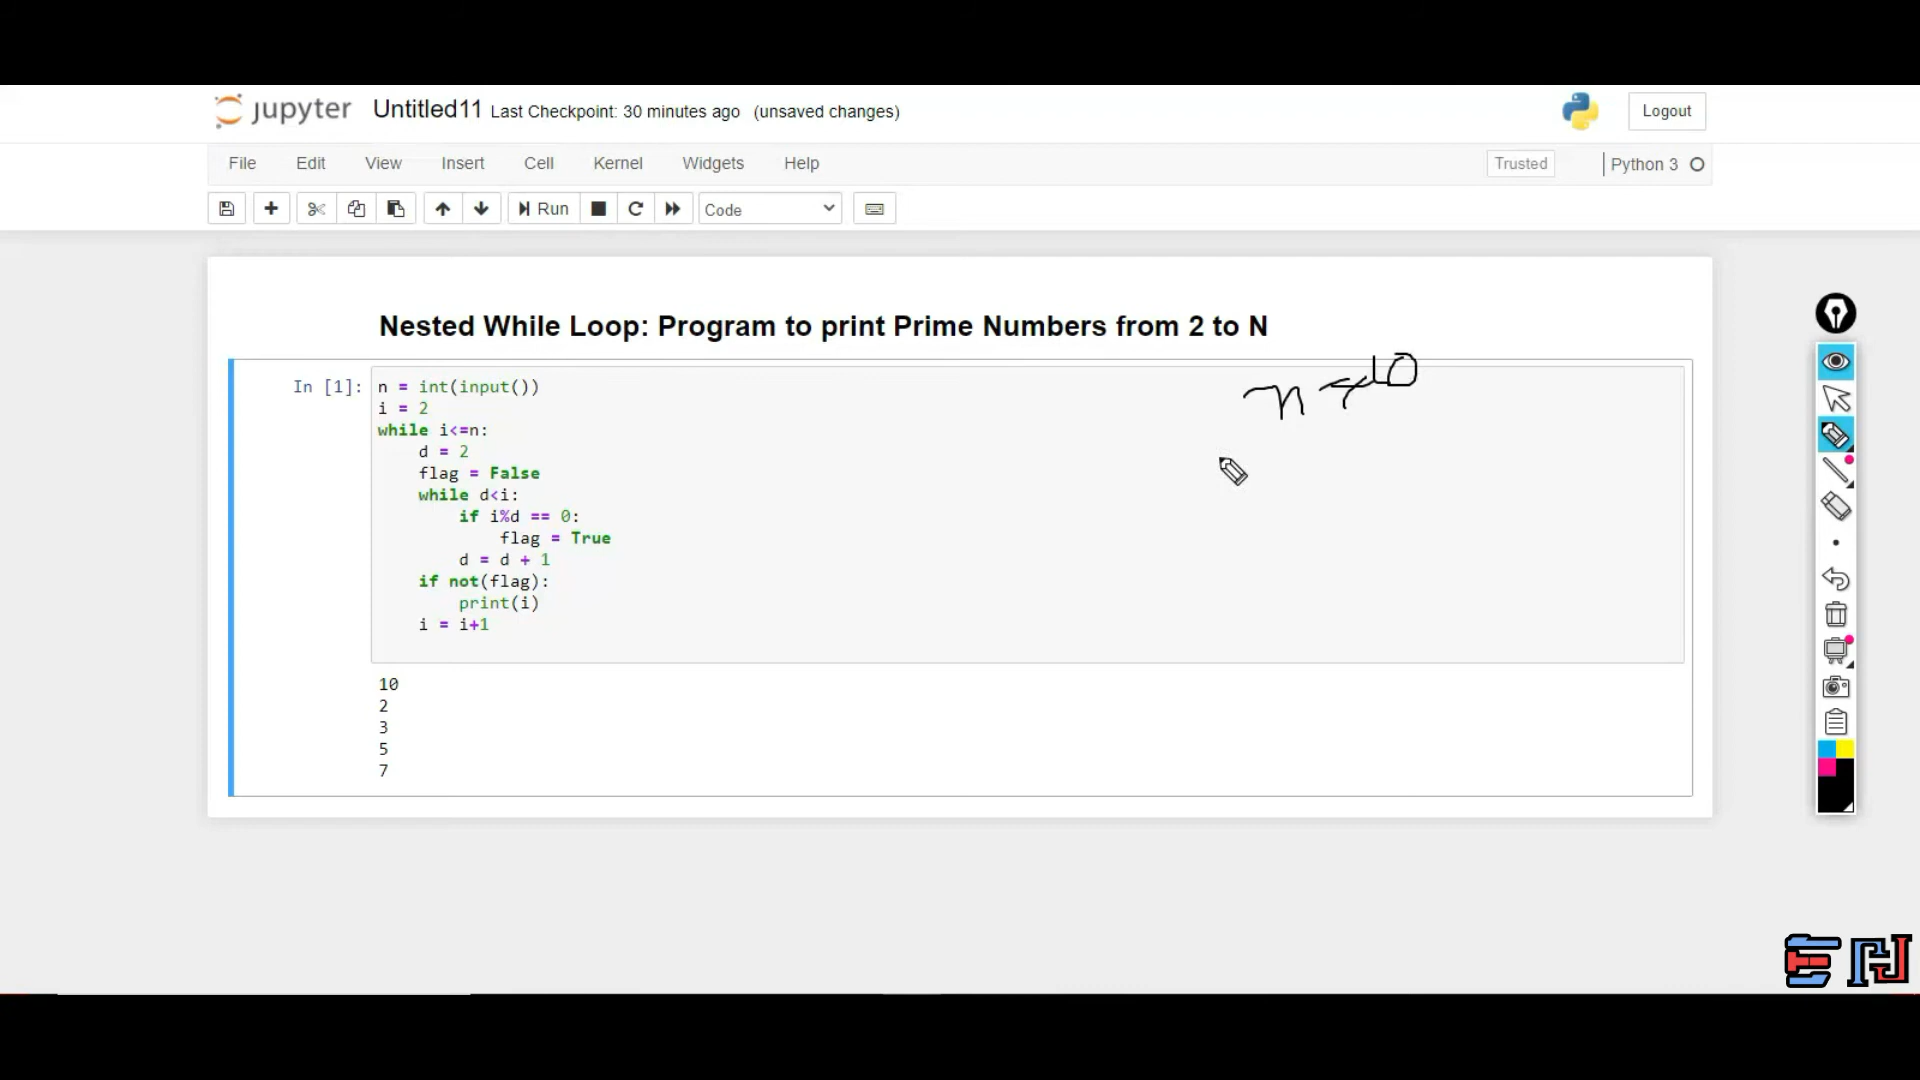 jupyter Untitled11 Last Checkpoint: 30 minutes ago (unsaved changes) Logout
File Edit View Insert Cell Kernel Widgets Help Trusted Python 3
Run Code
Nested While Loop: Program to print Prime Numbers from 2 to N
In [1]: n = int(input())
i = 2
while i<=n:
    d = 2
    flag = False
    while d<i:
        if i%d == 0:
            flag = True
        d = d + 1
    if not(flag):
        print(i)
    i = i+1
10
2
3
5
7